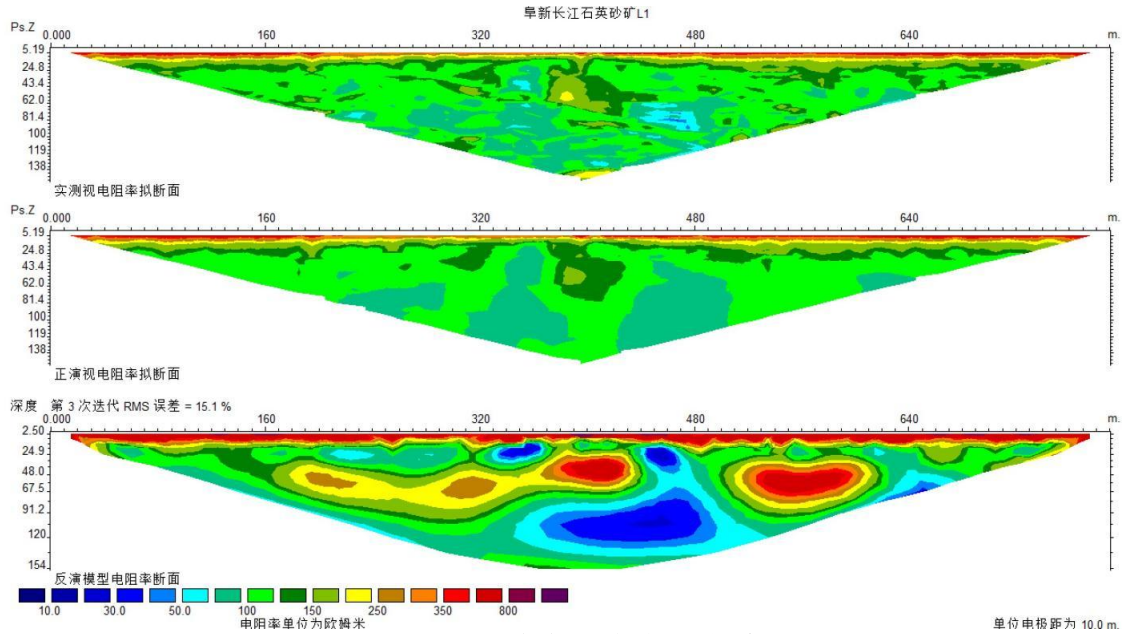 阜新长江石英砂矿L1
Ps.Z 0.000 160 320 480 640 m.
5.19
24.8
43.4
62.0
81.4
100
119
138
实测视电阻率拟断面
Ps.Z 0.000 160 320 480 640 m.
5.19
24.8
43.4
62.0
81.4
100
119
138
正演视电阻率拟断面
深度 第 3 次迭代 RMS 误差 = 15.1 %
0.000 160 320 480 640 m.
2.50
24.9
48.0
67.5
91.2
120
154
反演模型电阻率断面
10.0 30.0 50.0 100 150 250 350 800
电阻率单位为欧姆米 单位电极距为 10.0 m.